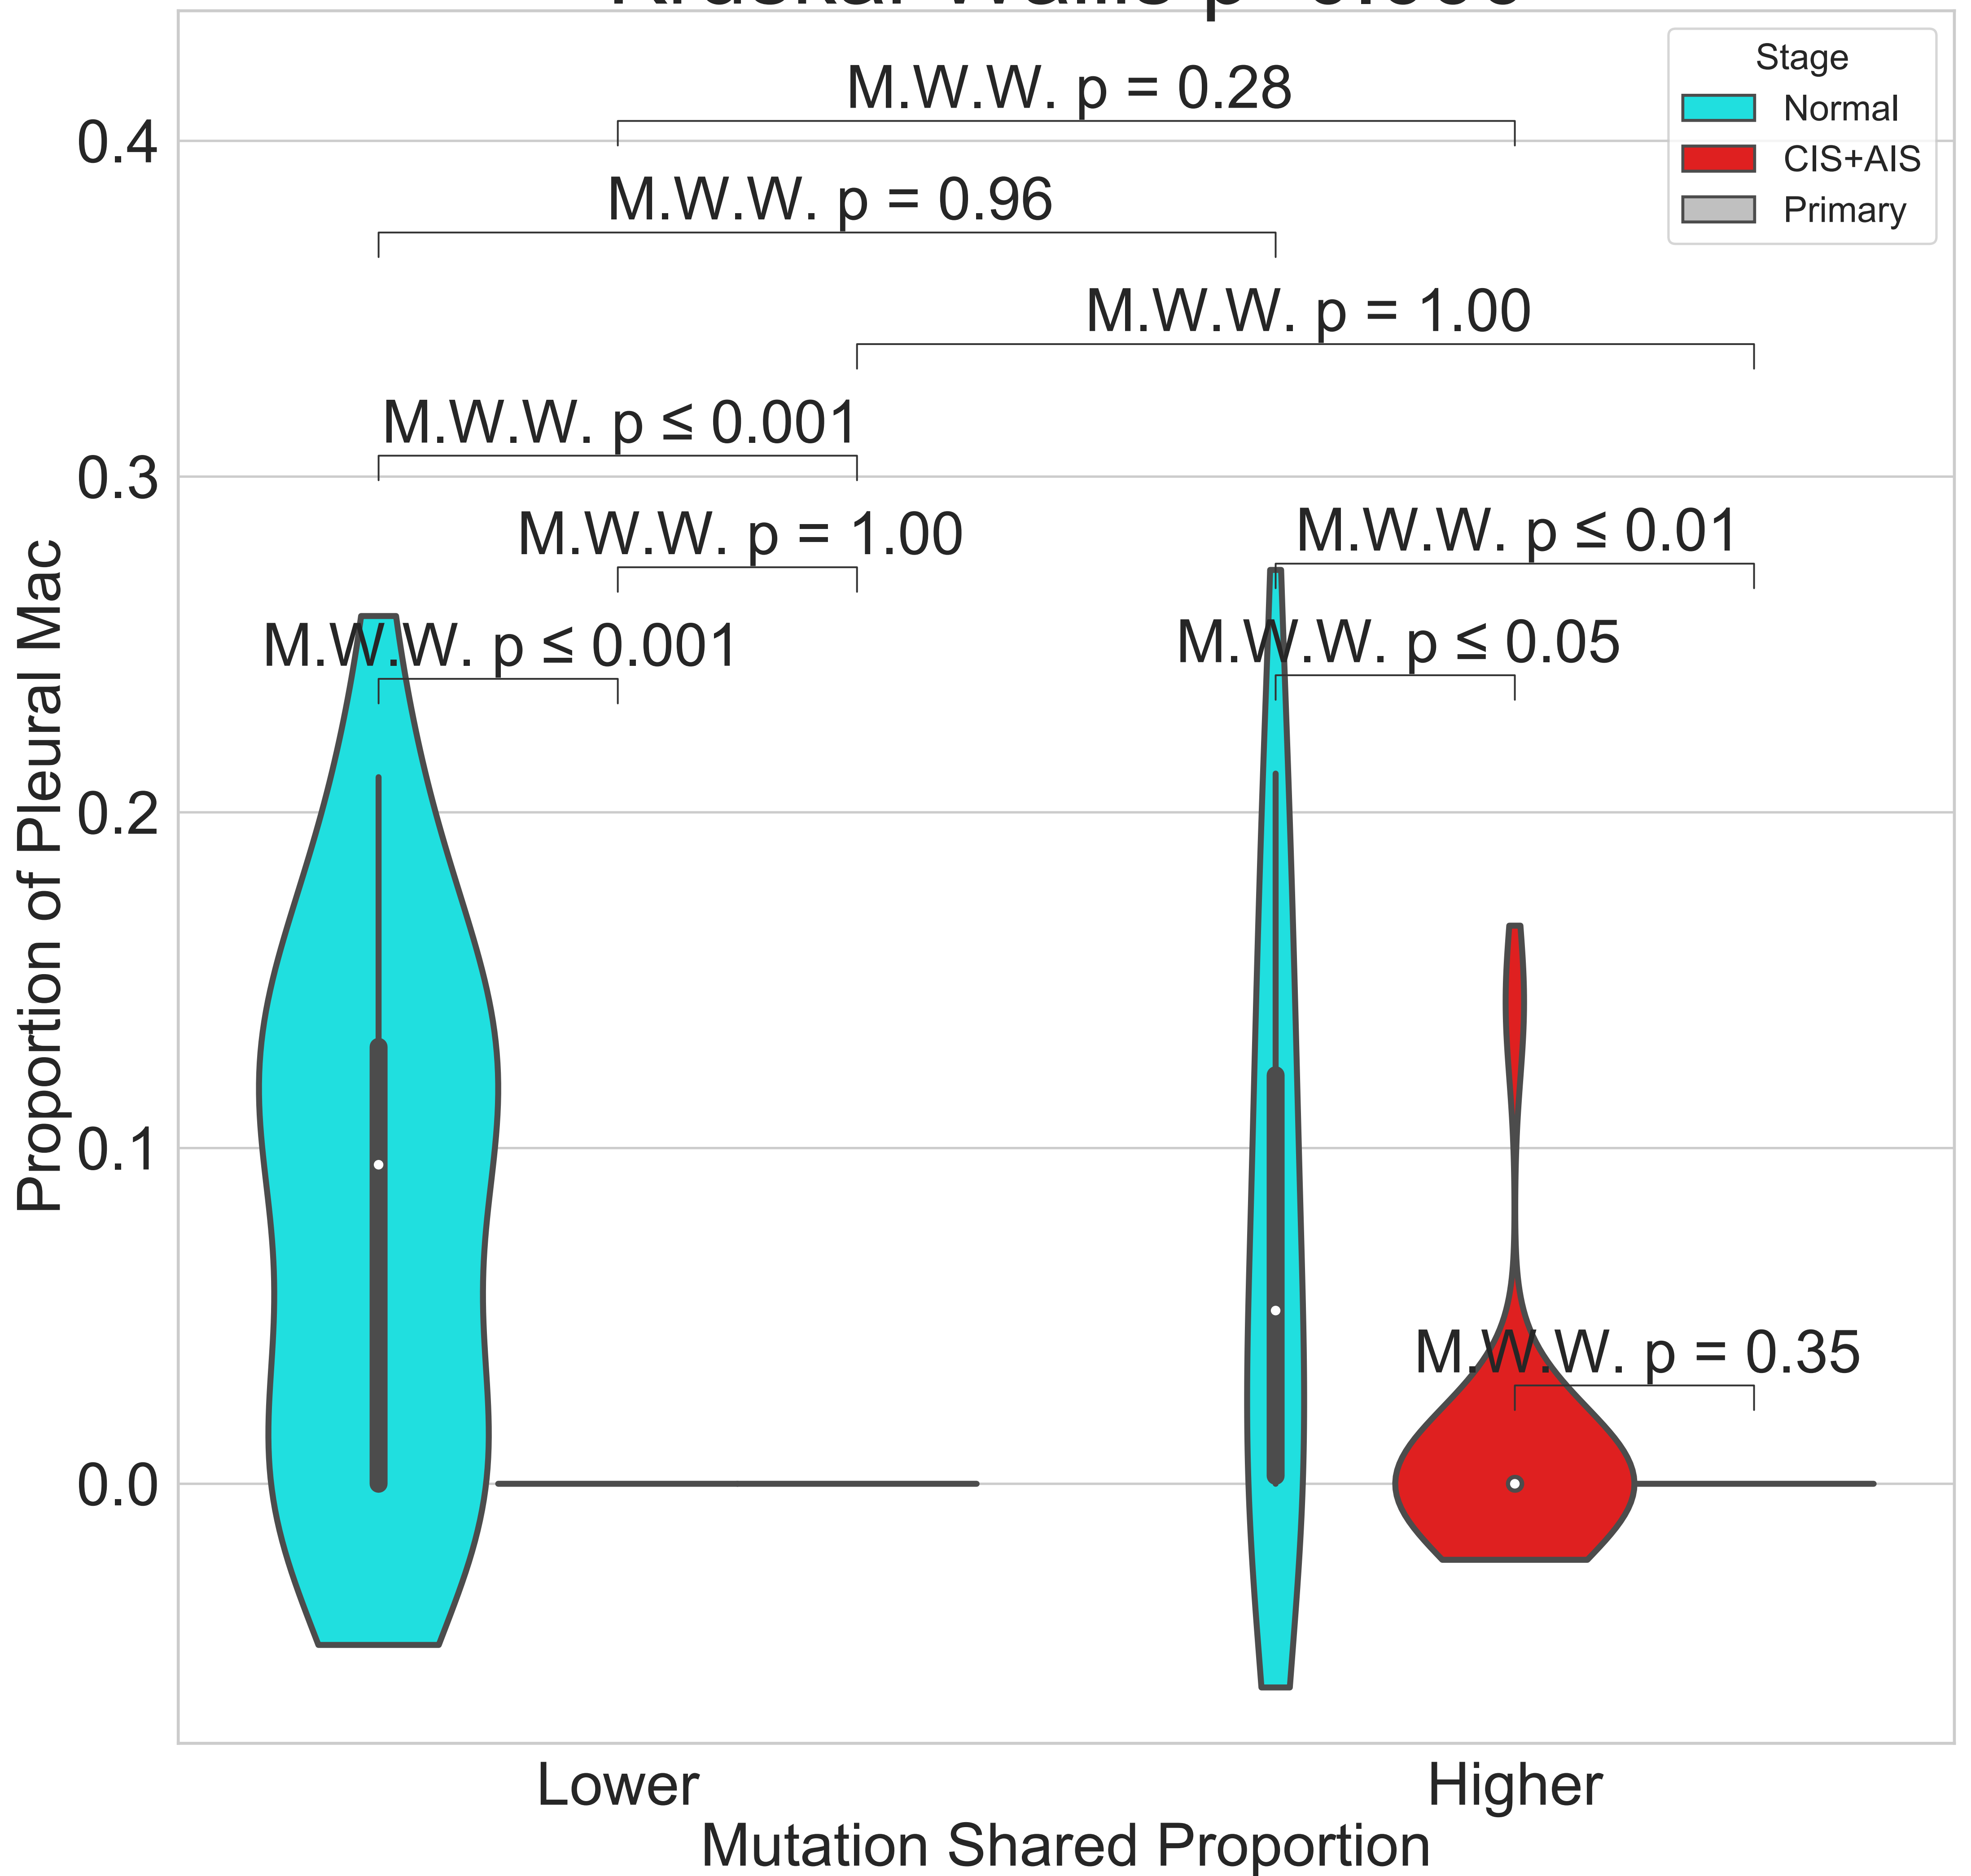 Stage
Normal
CIS+AIS
Primary
M.W.W. p = 0.28
0.4
M.W.W. p = 0.96
M.W.W. p = 1.00
M.W.W. p ≤ 0.001
0.3
M.W.W. p = 1.00
M.W.W. p ≤ 0.01
M.W.W. p ≤ 0.001
M.W.W. p ≤ 0.05
0.2
0.1
M.W.W. p = 0.35
0.0
Proportion of Pleural Mac
Lower
Higher
Mutation Shared Proportion